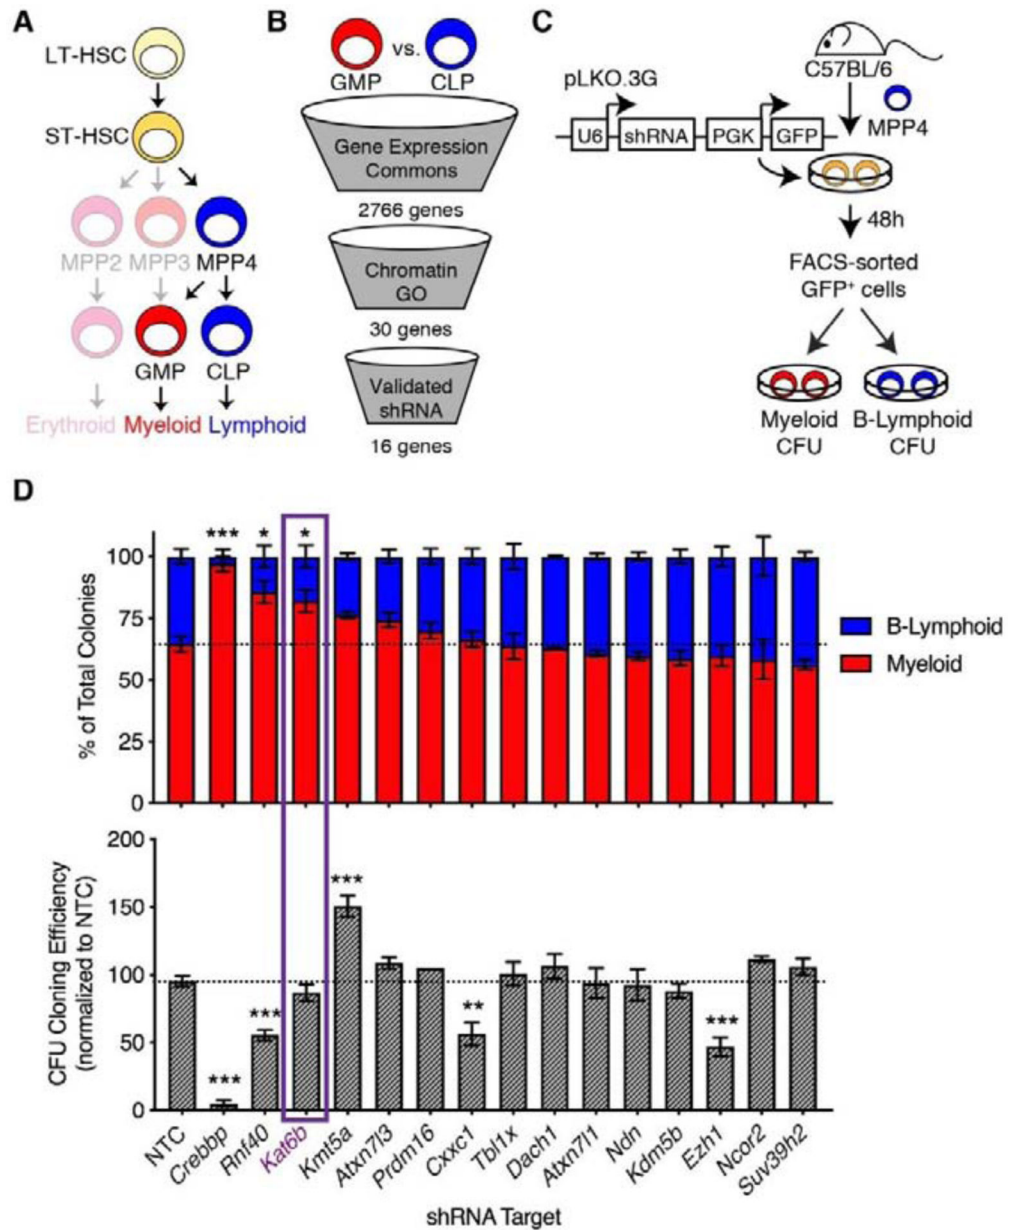 A
LT-HSC
ST-HSC
MPP2 MPP3 MPP4
GMP CLP
Erythroid Myeloid Lymphoid
B
vs.
GMP CLP
Gene Expression
Commons
2766 genes
Chromatin
GO
30 genes
Validated
shRNA
16 genes
C
C57BL/6
pLKO.3G
MPP4
U6 shRNA PGK GFP
48h
FACS-sorted
GFP+ cells
Myeloid
CFU
B-Lymphoid
CFU
D
% of Total Colonies
100
75
50
25
0
*** * *
B-Lymphoid
Myeloid
CFU Cloning Efficiency
(normalized to NTC)
200
150
100
50
0
***
***
***
**
***
NTC
Crebbp
Rnf40
Kat6b
Kmt5a
Atxn7l3
Prdm16
Cxxc1
Tbl1x
Dach1
Atxn7l1
Ndn
Kdm5b
Ezh1
Ncor2
Suv39h2
shRNA Target